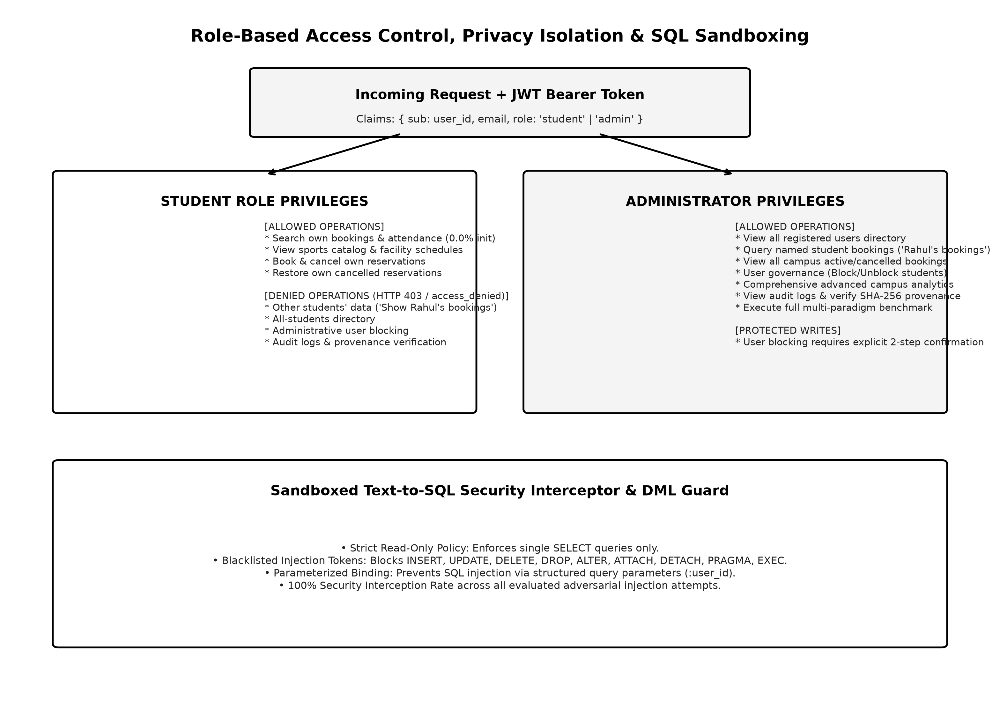 Role-Based Access Control, Privacy Isolation & SQL Sandboxing
Incoming Request + JWT Bearer Token
Claims: { sub: user_id, email, role: 'student' | 'admin' }
STUDENT ROLE PRIVILEGES
[ALLOWED OPERATIONS]
* Search own bookings & attendance (0.0% init)
* View sports catalog & facility schedules
* Book & cancel own reservations
* Restore own cancelled reservations
[DENIED OPERATIONS (HTTP 403 / access_denied)]
* Other students' data ('Show Rahul's bookings')
* All-students directory
* Administrative user blocking
* Audit logs & provenance verification
ADMINISTRATOR PRIVILEGES
[ALLOWED OPERATIONS]
* View all registered users directory
* Query named student bookings ('Rahul's bookings')
* View all campus active/cancelled bookings
* User governance (Block/Unblock students)
* Comprehensive advanced campus analytics
* View audit logs & verify SHA-256 provenance
* Execute full multi-paradigm benchmark
[PROTECTED WRITES]
* User blocking requires explicit 2-step confirmation
Sandboxed Text-to-SQL Security Interceptor & DML Guard
• Strict Read-Only Policy: Enforces single SELECT queries only.
• Blacklisted Injection Tokens: Blocks INSERT, UPDATE, DELETE, DROP, ALTER, ATTACH, DETACH, PRAGMA, EXEC.
• Parameterized Binding: Prevents SQL injection via structured query parameters (:user_id).
• 100% Security Interception Rate across all evaluated adversarial injection attempts.